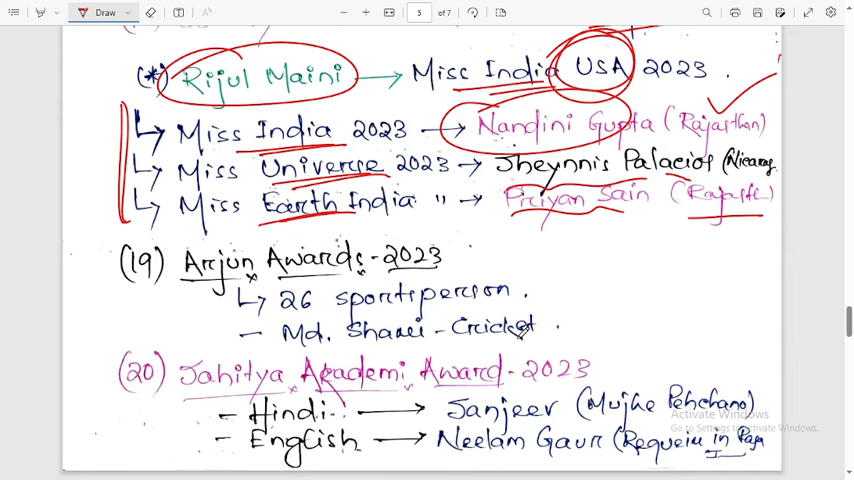 Draw
5 of 7
(*) Rijul Maini → Miss India USA 2023.
↳ Miss India 2023 → Nandini Gupta (Rajasthan)
↳ Miss Universe 2023 → Jheynnis Palacios (Nicarag
↳ Miss Earth India " → Priyan Sain
(19) Arjun Awards - 2023
↳ 26 sportsperson.
- Md. Shami - Cricket.
(20) Sahitya Akademi Award - 2023
- Hindi → Sanjeev (Mujhe Pehchano)
- English → Neelam Gaur (Requiem in Raga
Activate Windows
Go to Settings to activate Windows.